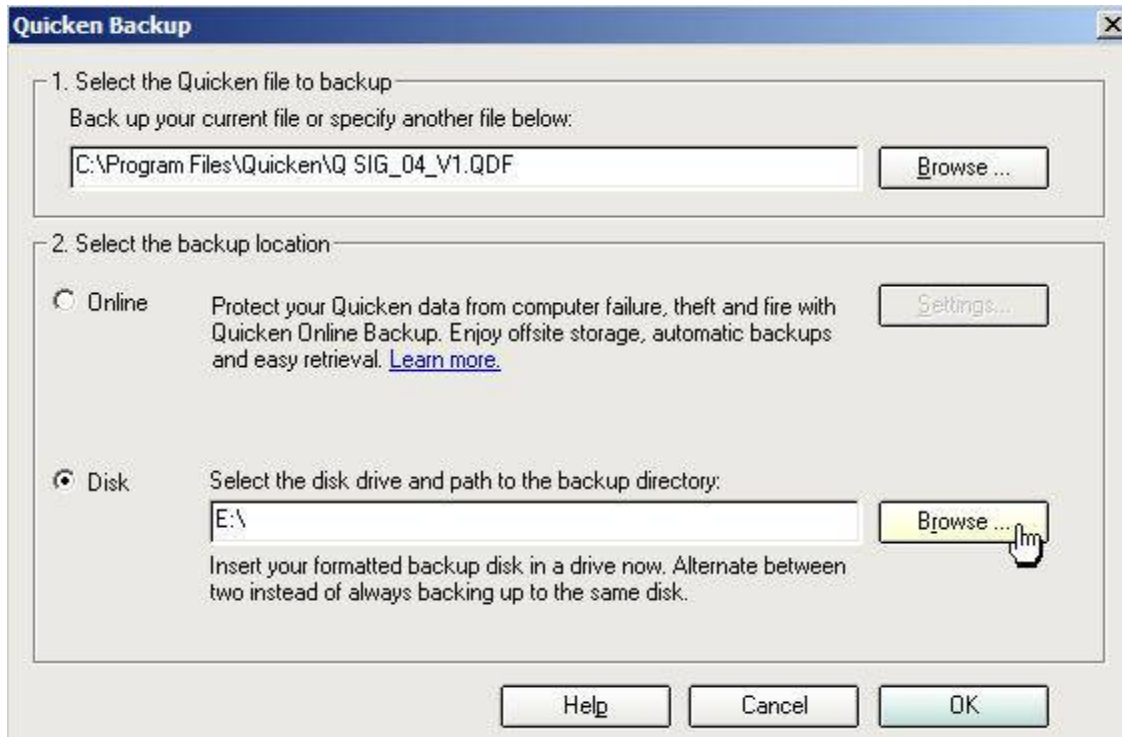 Quicken Backup
1. Select the Quicken file to backup
Back up your current file or specify another file below:
C:\Program Files\Quicken\Q SIG_04_V1.QDF
Browse ...
2. Select the backup location
Online
Protect your Quicken data from computer failure, theft and fire with
Quicken Online Backup. Enjoy offsite storage, automatic backups
and easy retrieval. Learn more.
Settings...
Disk
Select the disk drive and path to the backup directory:
E:\
Browse ...
Insert your formatted backup disk in a drive now. Alternate between
two instead of always backing up to the same disk.
Help
Cancel
OK